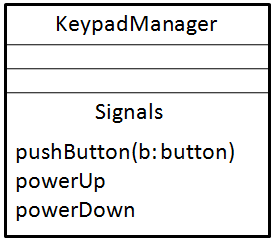 KeypadManager
Signals
pushButton(b: button)
powerUp
powerDown